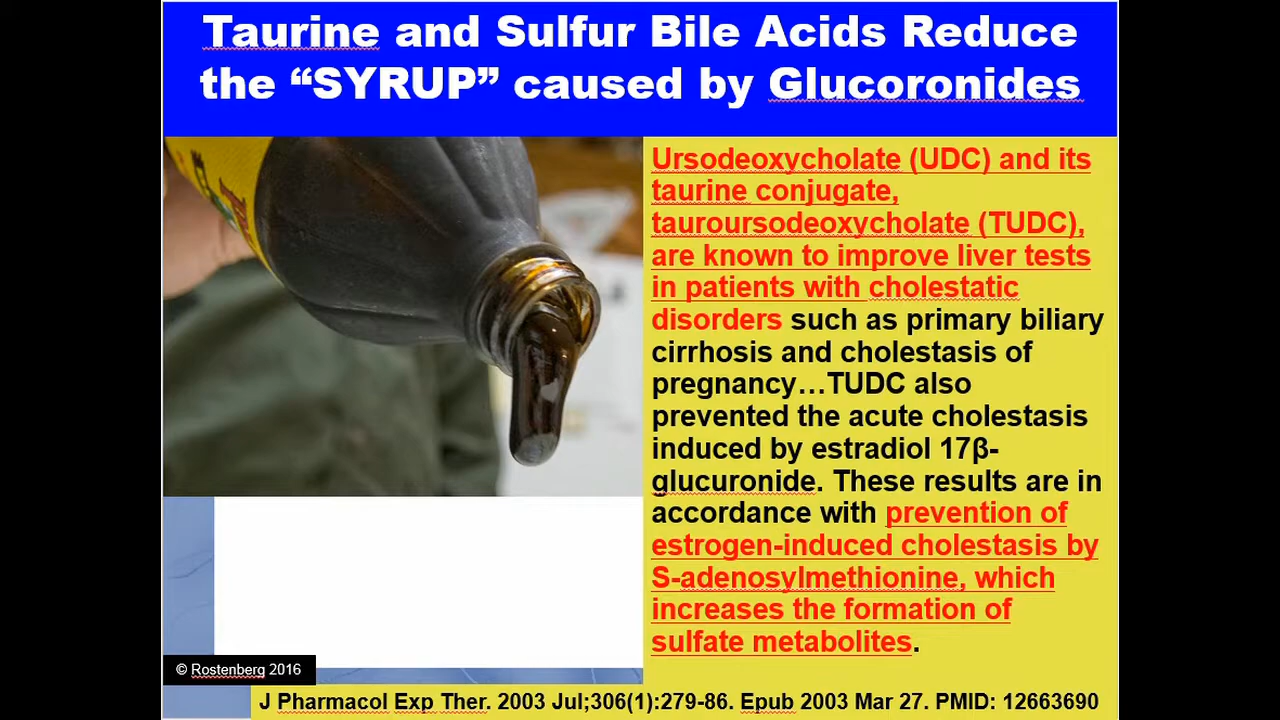 Taurine and Sulfur Bile Acids Reduce
the “SYRUP” caused by Glucoronides
Ursodeoxycholate (UDC) and its
taurine conjugate,
tauroursodeoxycholate (TUDC),
are known to improve liver tests
in patients with cholestatic
disorders such as primary biliary
cirrhosis and cholestasis of
pregnancy…TUDC also
prevented the acute cholestasis
induced by estradiol 17β-
glucuronide. These results are in
accordance with prevention of
estrogen-induced cholestasis by
S-adenosylmethionine, which
increases the formation of
sulfate metabolites.
© Rostenberg 2016
J Pharmacol Exp Ther. 2003 Jul;306(1):279-86. Epub 2003 Mar 27. PMID: 12663690